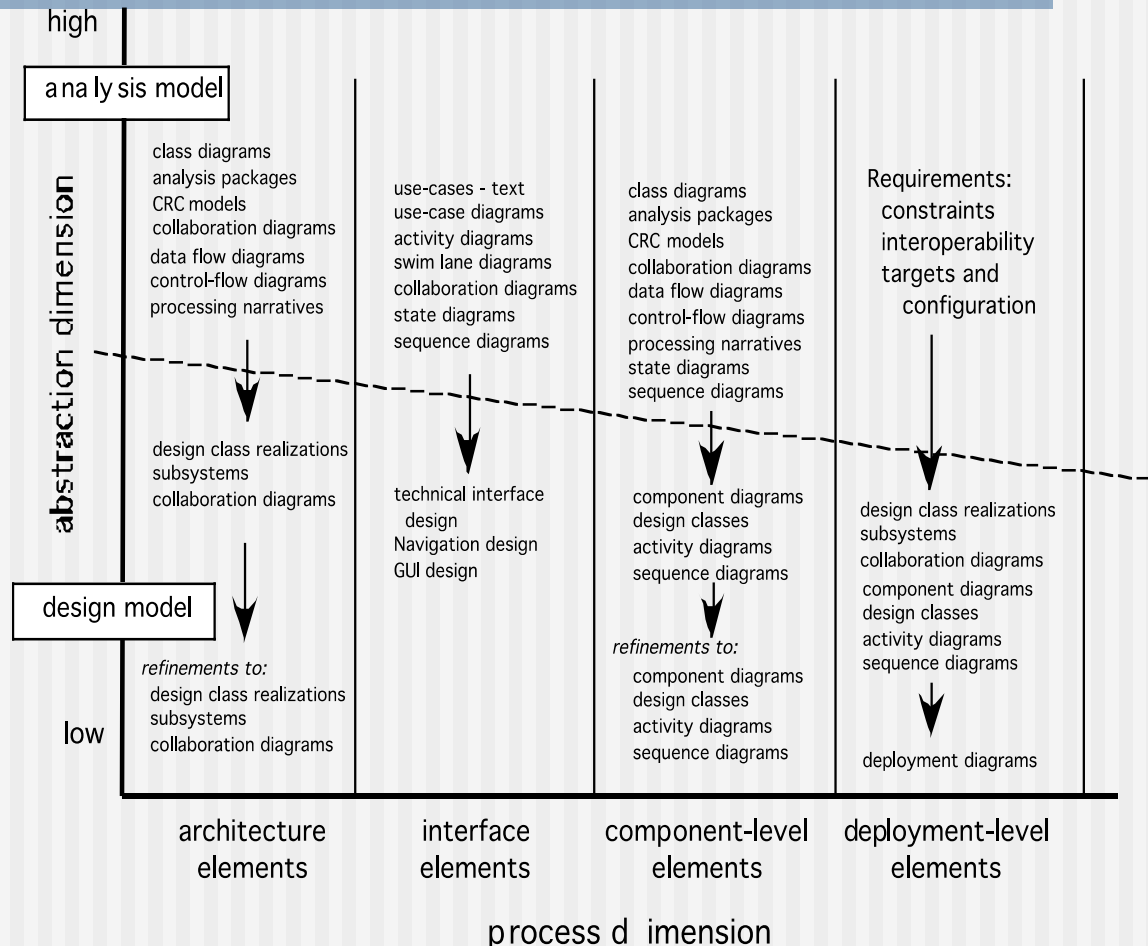 high
analysis model
abstraction dimension
design model
low
class diagrams
analysis packages
CRC models
collaboration diagrams
data flow diagrams
control-flow diagrams
processing narratives
design class realizations
subsystems
collaboration diagrams
refinements to:
design class realizations
subsystems
collaboration diagrams
use-cases - text
use-case diagrams
activity diagrams
swim lane diagrams
collaboration diagrams
state diagrams
sequence diagrams
technical interface
design
Navigation design
GUI design
class diagrams
analysis packages
CRC models
collaboration diagrams
data flow diagrams
control-flow diagrams
processing narratives
state diagrams
sequence diagrams
component diagrams
design classes
activity diagrams
sequence diagrams
refinements to:
component diagrams
design classes
activity diagrams
sequence diagrams
Requirements:
constraints
interoperability
targets and
configuration
design class realizations
subsystems
collaboration diagrams
component diagrams
design classes
activity diagrams
sequence diagrams
deployment diagrams
architecture
elements
interface
elements
component-level
elements
deployment-level
elements
process d imension